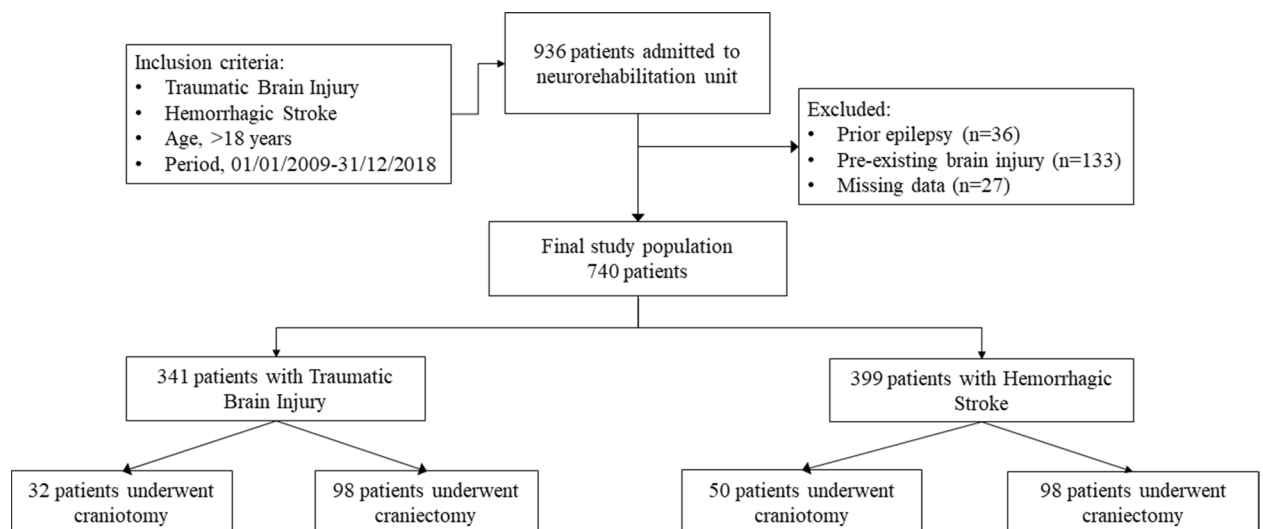 936 patients admitted to
neurorehabilitation unit
Inclusion criteria:
• Traumatic Brain Injury
• Hemorrhagic Stroke
• Age, >18 years
• Period, 01/01/2009-31/12/2018
Excluded:
• Prior epilepsy (n=36)
• Pre-existing brain injury (n=133)
• Missing data (n=27)
Final study population
740 patients
341 patients with Traumatic
Brain Injury
399 patients with Hemorrhagic
Stroke
32 patients underwent
craniotomy
98 patients underwent
craniectomy
50 patients underwent
craniotomy
98 patients underwent
craniectomy